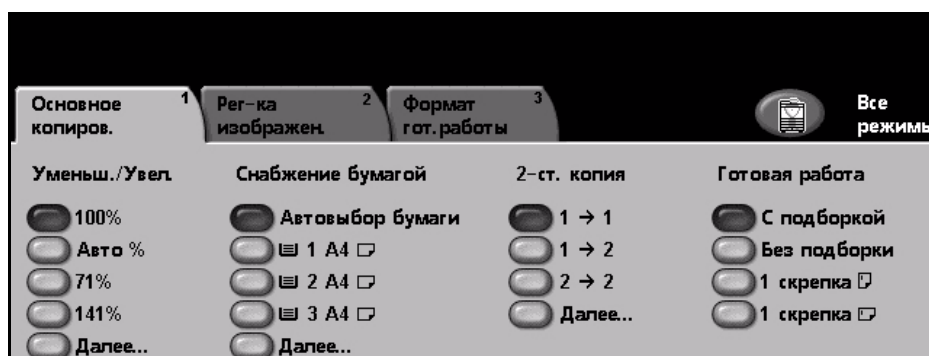 Основное 1
копиров.
Рег-ка 2
изображен.
Формат 3
гот. работы
Все
режимы
Уменьш./Увел.
100%
Авто %
71%
141%
Далее...
Снабжение бумагой
Автовыбор бумаги
1 A4
2 A4
3 A4
Далее...
2-ст. копия
1 → 1
1 → 2
2 → 2
Далее...
Готовая работа
С подборкой
Без подборки
1 скрепка
1 скрепка